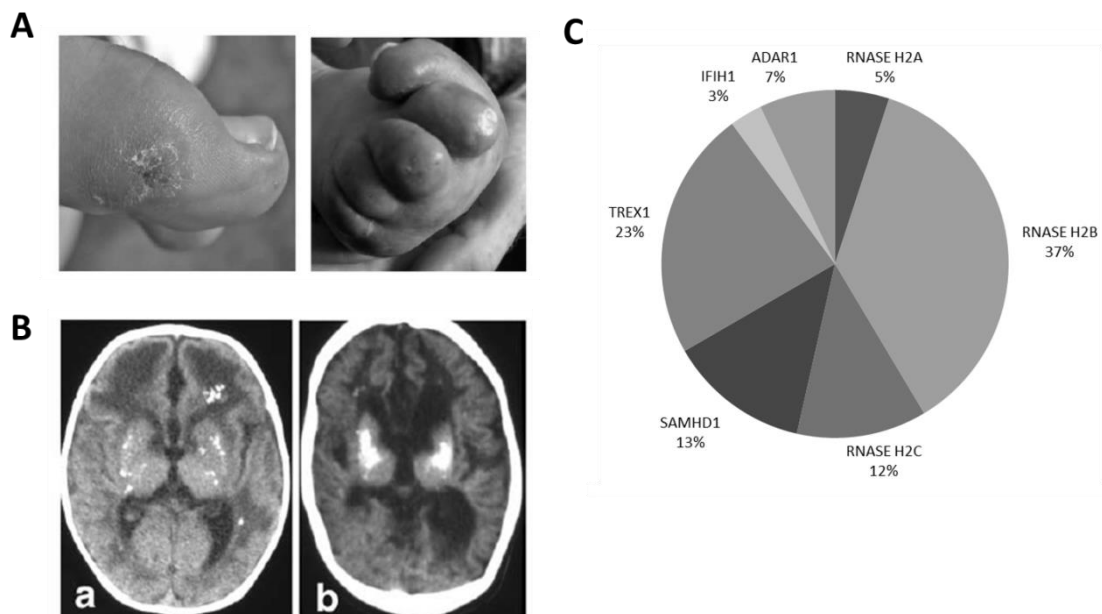 A
B
a
b
C
ADAR1
7%
RNASE H2A
5%
IFIH1
3%
TREX1
23%
RNASE H2B
37%
SAMHD1
13%
RNASE H2C
12%